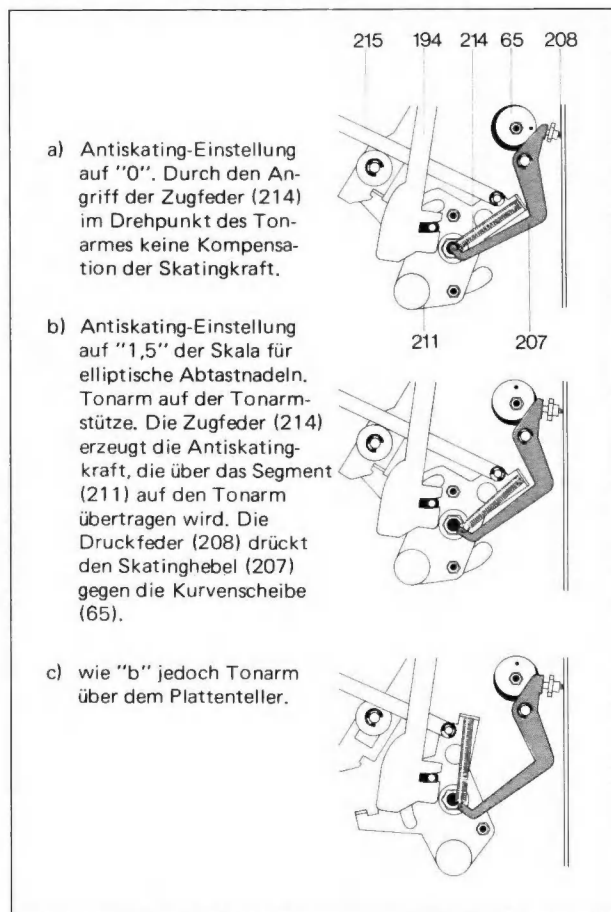 215 194 214 65 208
a) Antiskating-Einstellung
auf "0". Durch den An-
griff der Zugfeder (214)
im Drehpunkt des Ton-
armes keine Kompensa-
tion der Skatingkraft.
211 207
b) Antiskating-Einstellung
auf "1,5" der Skala für
elliptische Abtastnadeln.
Tonarm auf der Tonarm-
stütze. Die Zugfeder (214)
erzeugt die Antiskating-
kraft, die über das Segment
(211) auf den Tonarm
übertragen wird. Die
Druckfeder (208) drückt
den Skatinghebel (207)
gegen die Kurvenscheibe
(65).
c) wie "b" jedoch Tonarm
über dem Plattenteller.